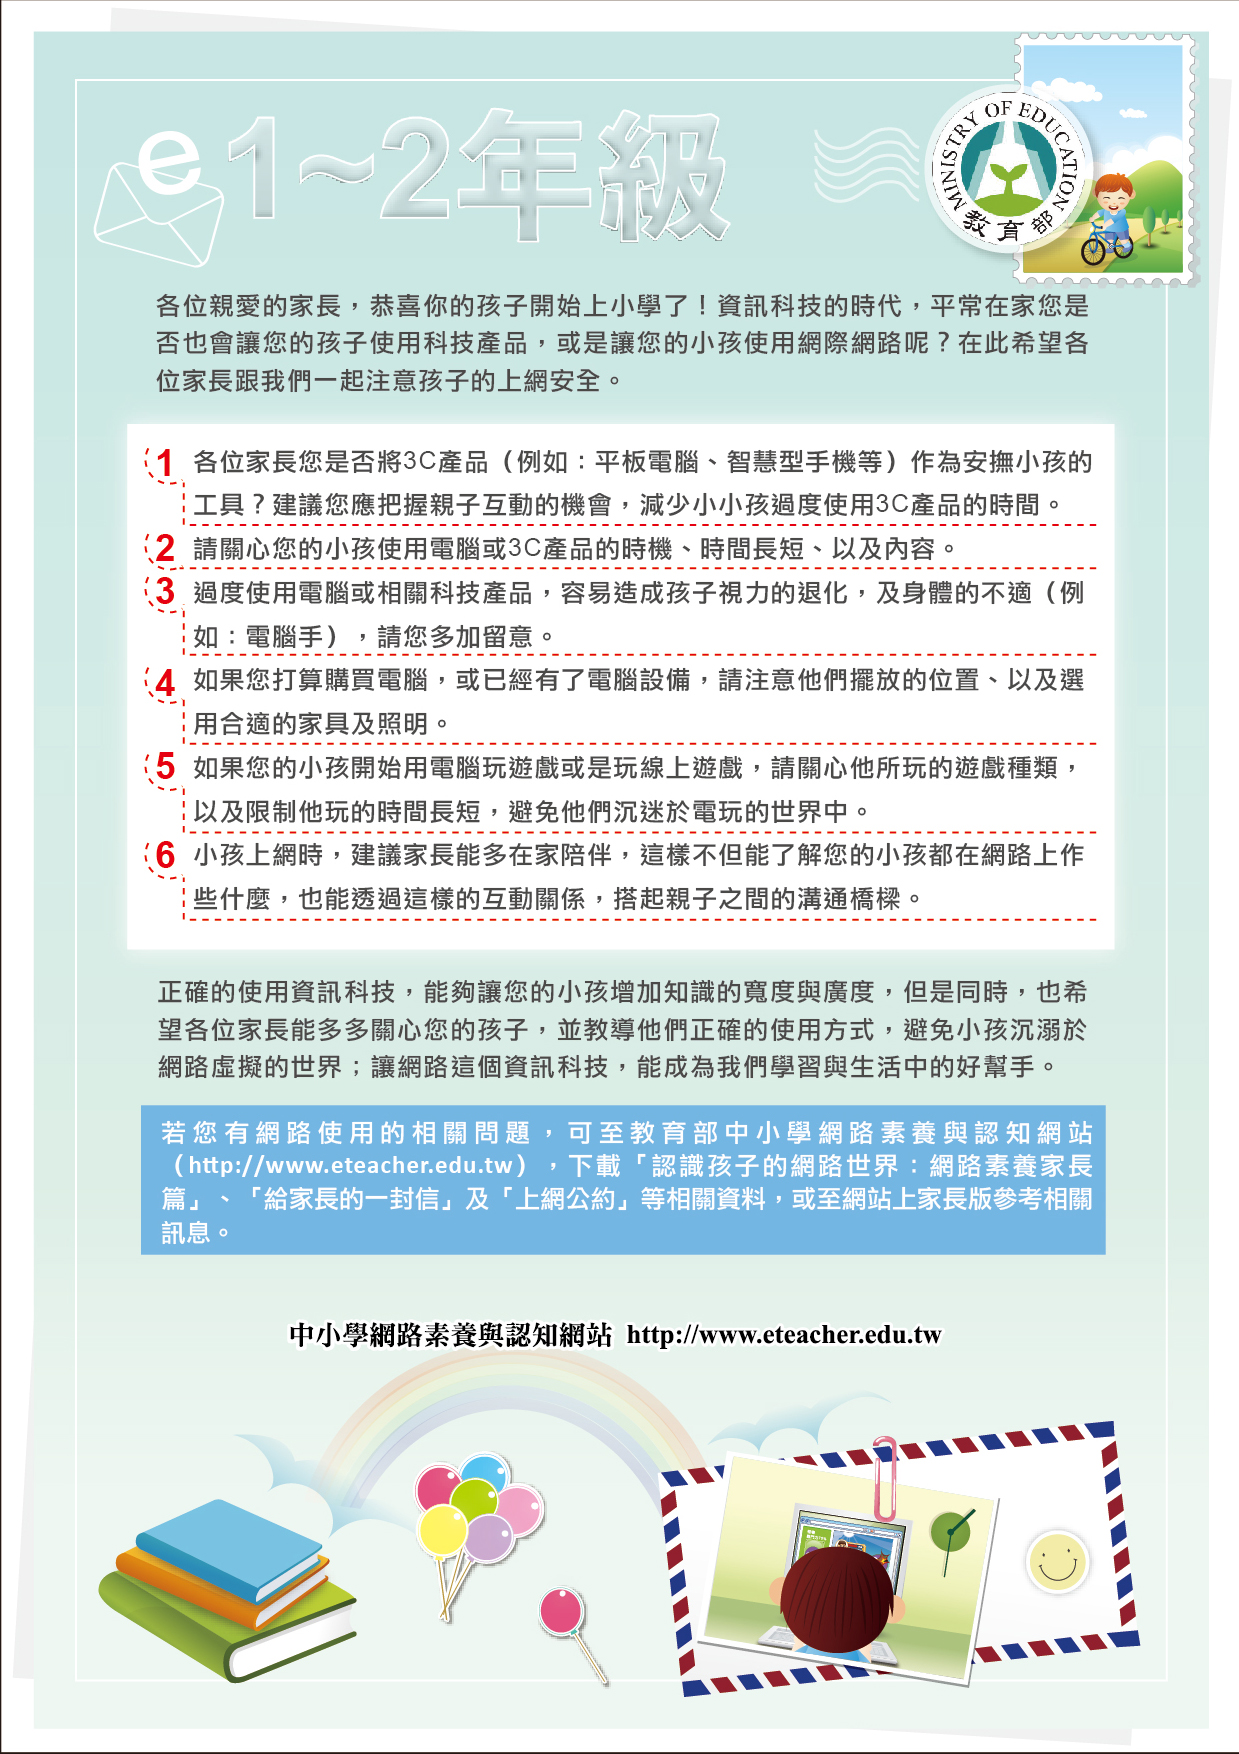 e 1~2年級
MINISTRY OF EDUCATION
教育部
各位親愛的家長，恭喜你的孩子開始上小學了！資訊科技的時代，平常在家您是
否也會讓您的孩子使用科技產品，或是讓您的小孩使用網際網路呢？在此希望各
位家長跟我們一起注意孩子的上網安全。
1 各位家長您是否將3C產品（例如：平板電腦、智慧型手機等）作為安撫小孩的
工具？建議您應把握親子互動的機會，減少小小孩過度使用3C產品的時間。
2 請關心您的小孩使用電腦或3C產品的時機、時間長短、以及內容。
3 過度使用電腦或相關科技產品，容易造成孩子視力的退化，及身體的不適（例
如：電腦手），請您多加留意。
4 如果您打算購買電腦，或已經有了電腦設備，請注意他們擺放的位置、以及選
用合適的家具及照明。
5 如果您的小孩開始用電腦玩遊戲或是玩線上遊戲，請關心他所玩的遊戲種類，
以及限制他玩的時間長短，避免他們沉迷於電玩的世界中。
6 小孩上網時，建議家長能多在家陪伴，這樣不但能了解您的小孩都在網路上作
些什麼，也能透過這樣的互動關係，搭起親子之間的溝通橋樑。
正確的使用資訊科技，能夠讓您的小孩增加知識的寬度與廣度，但是同時，也希
望各位家長能多多關心您的孩子，並教導他們正確的使用方式，避免小孩沉溺於
網路虛擬的世界；讓網路這個資訊科技，能成為我們學習與生活中的好幫手。
若您有網路使用的相關問題，可至教育部中小學網路素養與認知網站
（http://www.eteacher.edu.tw），下載「認識孩子的網路世界：網路素養家長
篇」、「給家長的一封信」及「上網公約」等相關資料，或至網站上家長版參考相關
訊息。
中小學網路素養與認知網站 http://www.eteacher.edu.tw